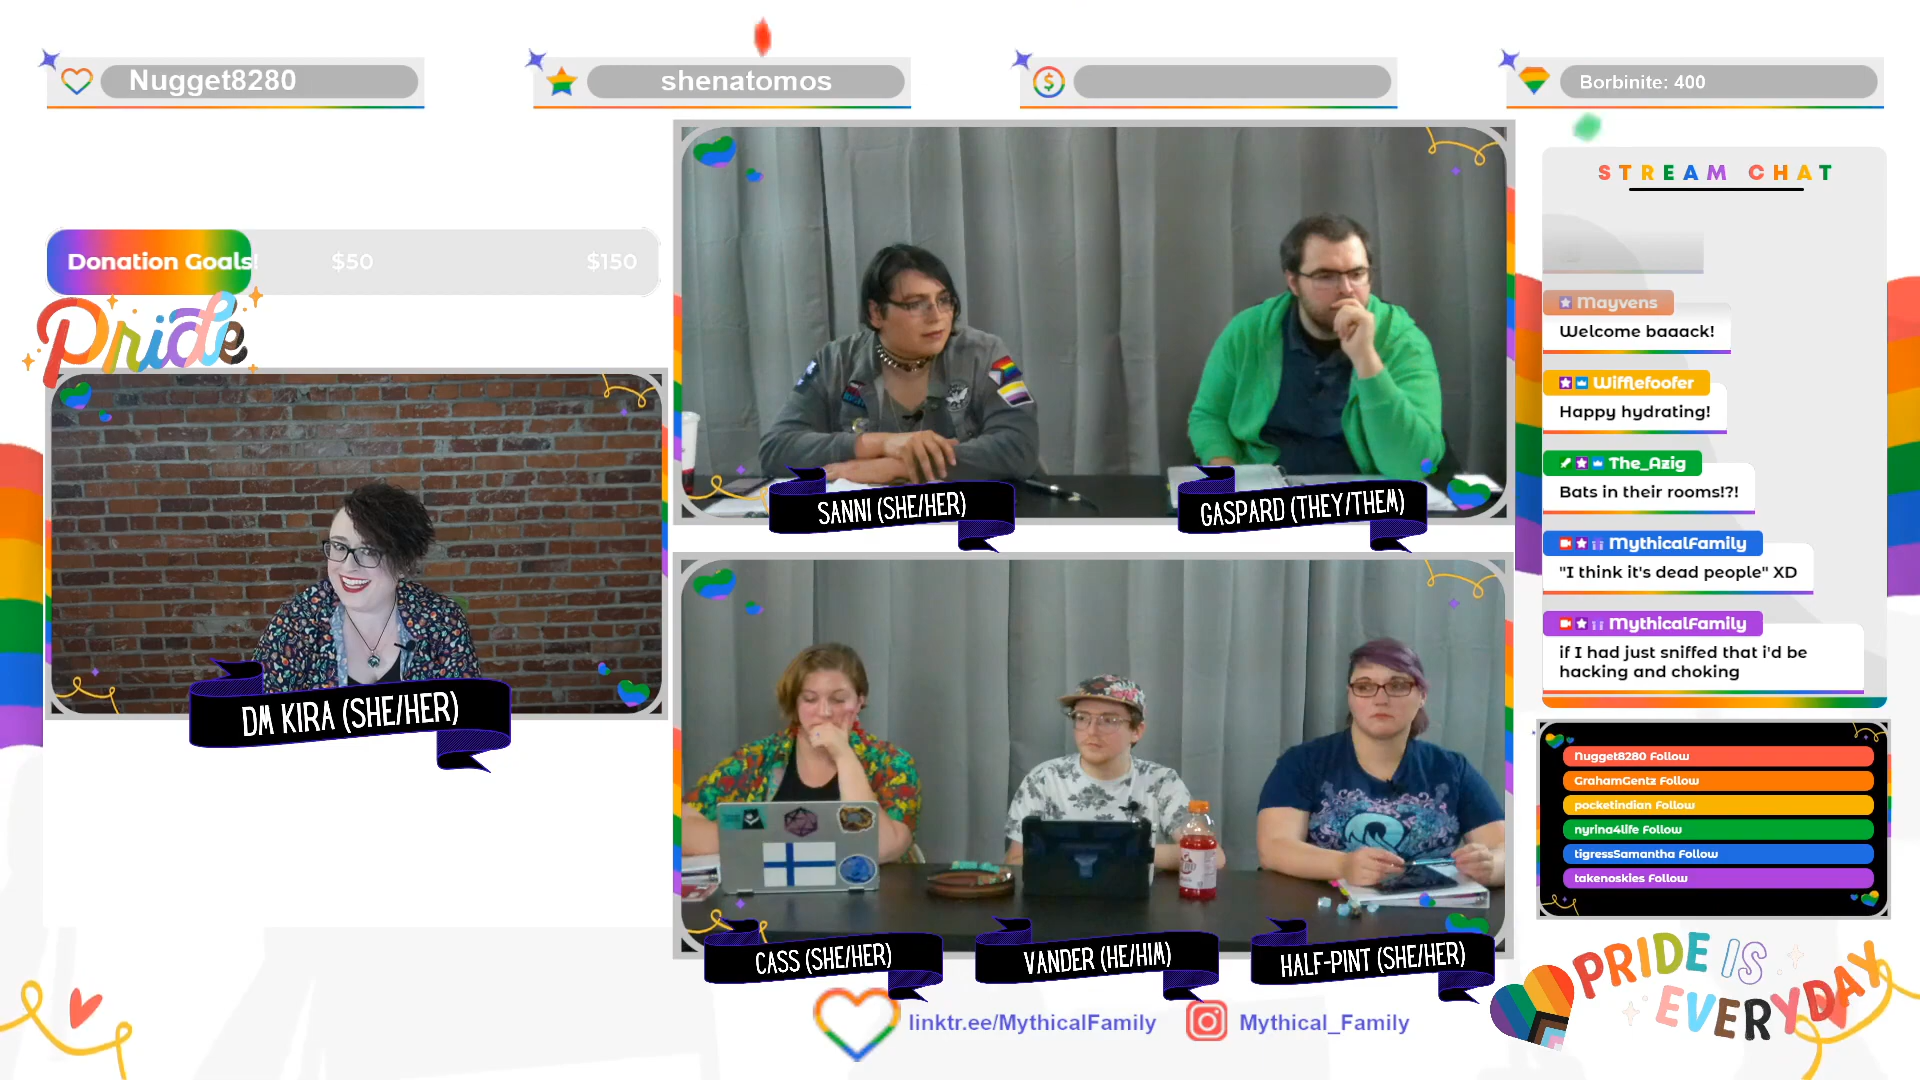 Nugget8280
shenatomos
Borbinite: 400
Donation Goals!
$50
$150
Pride
DM KIRA (SHE/HER)
SANNI (SHE/HER)
GASPARD (THEY/THEM)
CASS (SHE/HER)
VANDER (HE/HIM)
HALF-PINT (SHE/HER)
linktr.ee/MythicalFamily
Mythical_Family
STREAM CHAT
Mayvens
Welcome baaack!
Wifflefoofer
Happy hydrating!
The_Azig
Bats in their rooms!?!
MythicalFamily
"I think it's dead people" XD
MythicalFamily
if I had just sniffed that i'd be
hacking and choking
Nugget8280 Follow
GrahamGentz Follow
pocketindian Follow
nyrina4life Follow
tigressSamantha Follow
takenoskies Follow
PRIDE IS
EVERYDAY